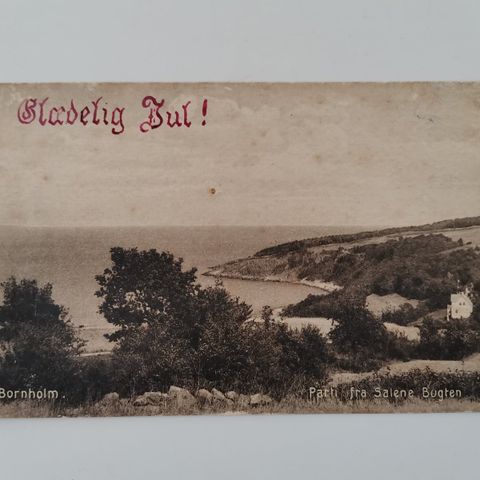 Glædelig Jul!
Bornholm.
Parti fra Salene Bugten